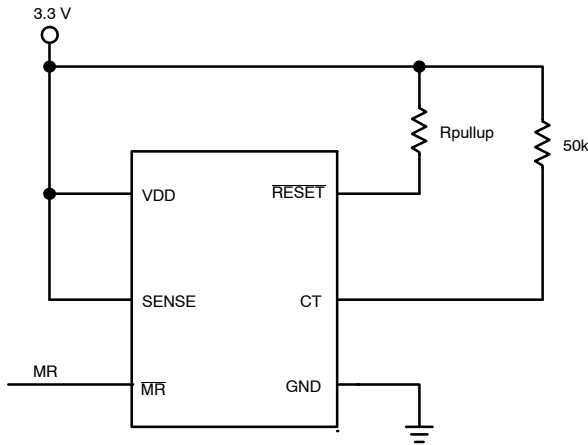 3.3 V
Rpullup
50k
VDD
RESET
SENSE
CT
MR
MR
GND